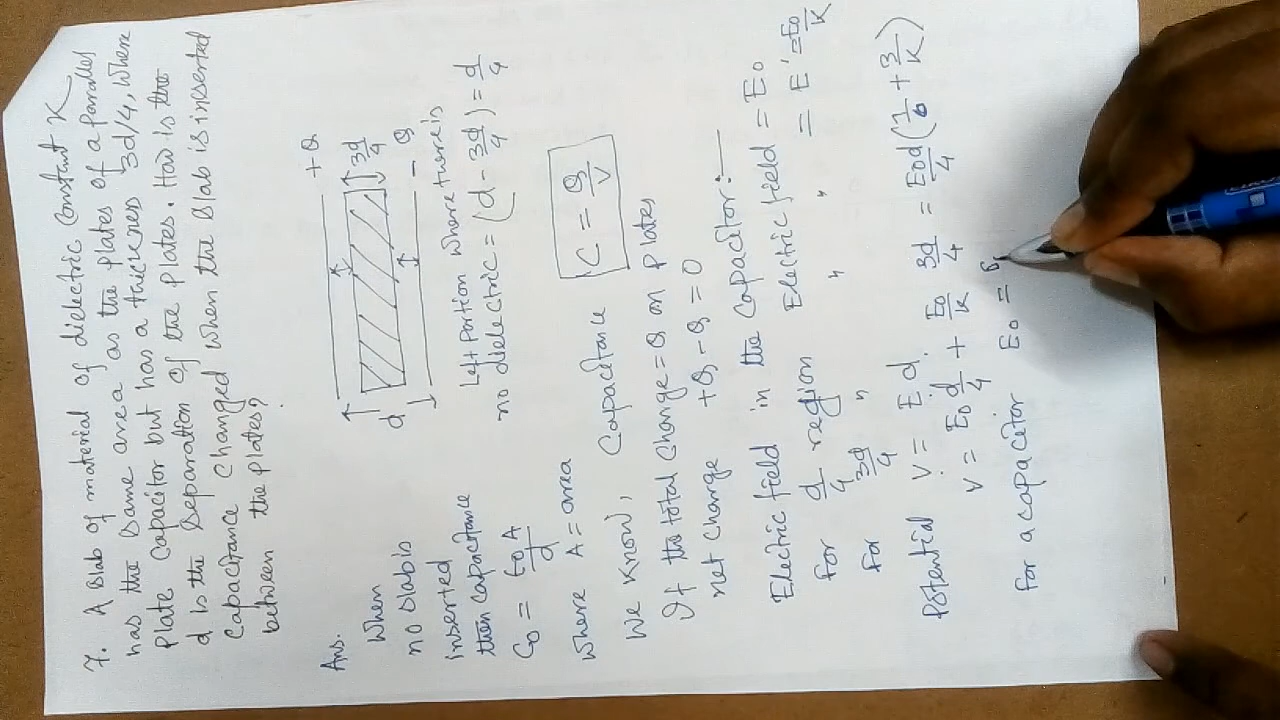 7. A Slab of material of dielectric Constant K
has the Same area as the plates of a Parallel
Plate Capacitor but has a thickness 3d/4, Where
d is the Separation of the Plates. How is the
Capacitance changed when the Slab is inserted
between the plates?
Ans.
+Q
d
3d/4
- Q
When
no slab is
inserted
then capacitance
C0 = ε0A/d
Where A = area
Left Portion Where there is
no dielectric = (d - 3d/4) = d/4
We know, Capacitance C = Q/V
If the total charge = Q on Plates
net charge +Q - Q = 0
Electric field in the Capacitor:-
For d/4 region Electric field = E0
For 3d/4 " " " = E' = E0/K
Potential V = E d.
V = E0 d/4 + E0/K 3d/4 = E0d/4 (1/6 + 3/K)
For a capacitor E0 =